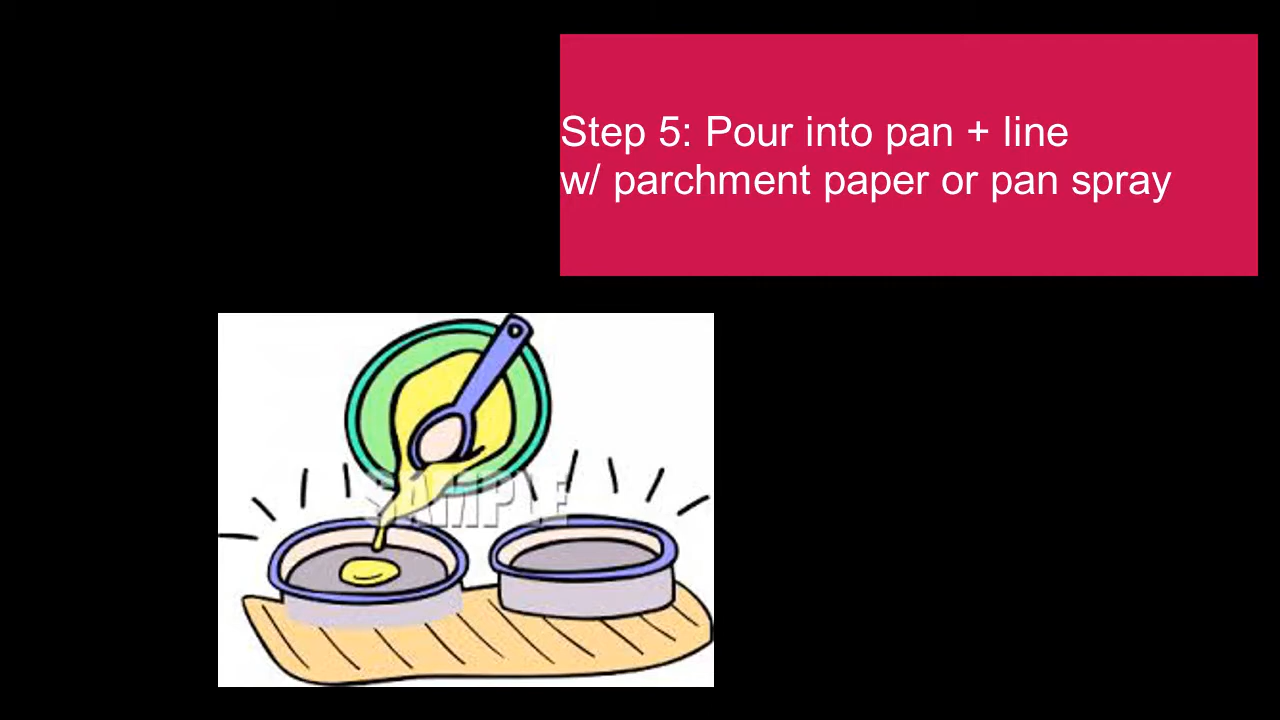 Step 5: Pour into pan + line
w/ parchment paper or pan spray
SAMPLE